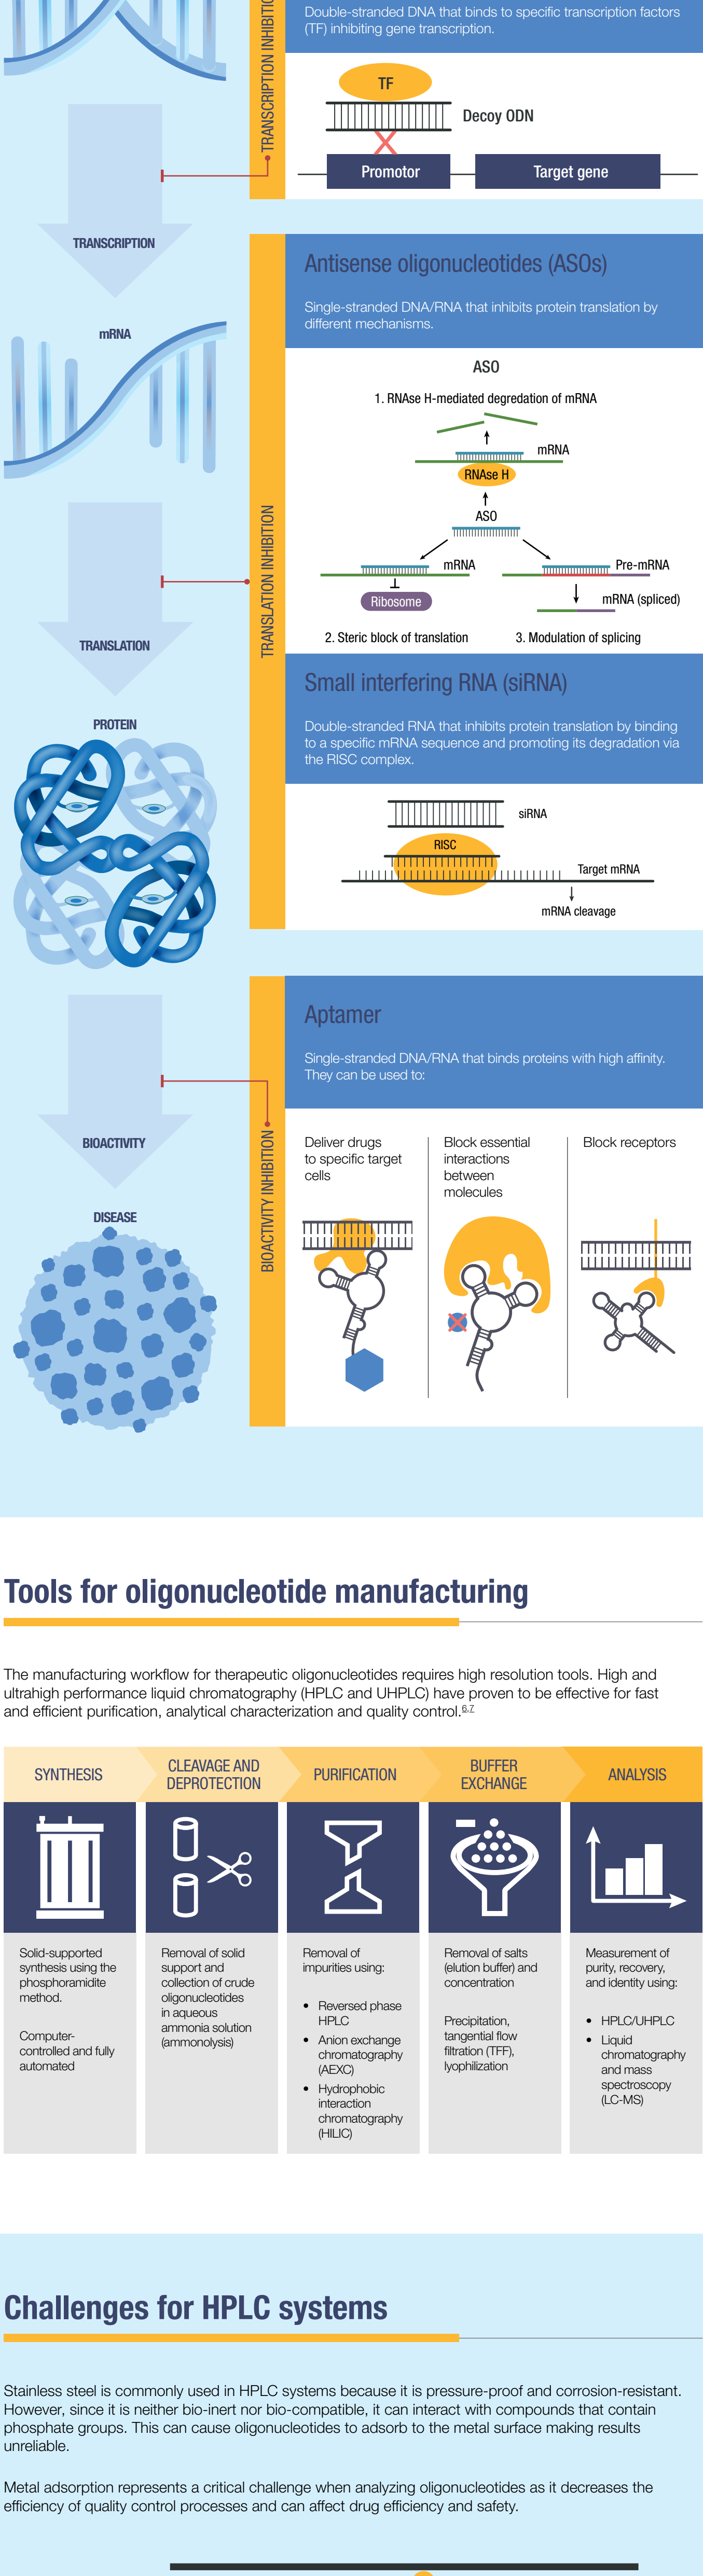 Double-stranded DNA that binds to specific transcription factors
(TF) inhibiting gene transcription.
TRANSCRIPTION
TF
Decoy ODN
Promotor
Target gene
TRANSCRIPTION
mRNA
Antisense oligonucleotides (ASOs)
Single-stranded DNA/RNA that inhibits protein translation by
different mechanisms.
TRANSLATION INHIBITION
ASO
1. RNAse H-mediated degradation of mRNA
mRNA
RNAse H
ASO
mRNA
Pre-mRNA
Ribosome
mRNA (spliced)
2. Steric block of translation
3. Modulation of splicing
TRANSLATION
PROTEIN
Small interfering RNA (siRNA)
Double-stranded RNA that inhibits protein translation by binding
to a specific mRNA sequence and promoting its degradation via
the RISC complex.
siRNA
RISC
Target mRNA
mRNA cleavage
Aptamer
Single-stranded DNA/RNA that binds proteins with high affinity.
They can be used to:
BIOACTIVITY INHIBITION
BIOACTIVITY
DISEASE
Deliver drugs
to specific target
cells
Block essential
interactions
between
molecules
Block receptors
Tools for oligonucleotide manufacturing
The manufacturing workflow for therapeutic oligonucleotides requires high resolution tools. High and
ultrahigh performance liquid chromatography (HPLC and UHPLC) have proven to be effective for fast
and efficient purification, analytical characterization and quality control.6,7
SYNTHESIS
Solid-supported
synthesis using the
phosphoramidite
method.
Computer-
controlled and fully
automated
CLEAVAGE AND
DEPROTECTION
Removal of solid
support and
collection of crude
oligonucleotides
in aqueous
ammonia solution
(ammonolysis)
PURIFICATION
Removal of
impurities using:
• Reversed phase
HPLC
• Anion exchange
chromatography
(AEXC)
• Hydrophobic
interaction
chromatography
(HILIC)
BUFFER
EXCHANGE
Removal of salts
(elution buffer) and
concentration
Precipitation,
tangential flow
filtration (TFF),
lyophilization
ANALYSIS
Measurement of
purity, recovery,
and identity using:
• HPLC/UHPLC
• Liquid
chromatography
and mass
spectroscopy
(LC-MS)
Challenges for HPLC systems
Stainless steel is commonly used in HPLC systems because it is pressure-proof and corrosion-resistant.
However, since it is neither bio-inert nor bio-compatible, it can interact with compounds that contain
phosphate groups. This can cause oligonucleotides to adsorb to the metal surface making results
unreliable.
Metal adsorption represents a critical challenge when analyzing oligonucleotides as it decreases the
efficiency of quality control processes and can affect drug efficiency and safety.